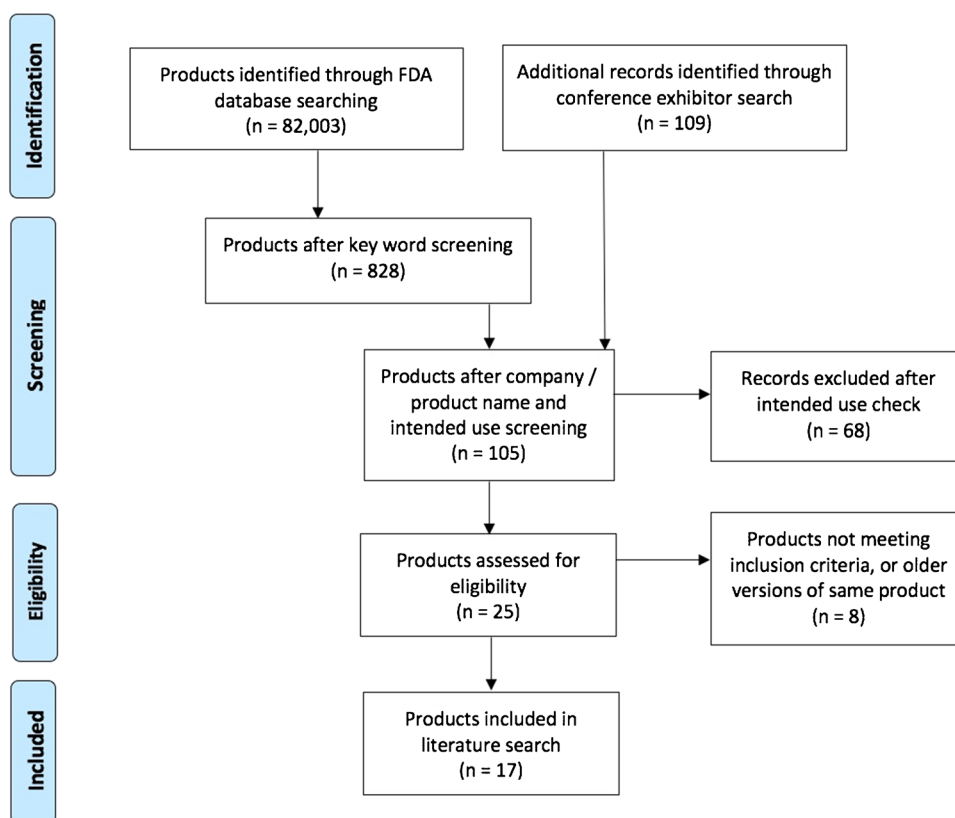 Identification
Products identified through FDA
database searching
(n = 82,003)
Additional records identified through
conference exhibitor search
(n = 109)
Screening
Products after key word screening
(n = 828)
Products after company /
product name and
intended use screening
(n = 105)
Records excluded after
intended use check
(n = 68)
Eligibility
Products assessed for
eligibility
(n = 25)
Products not meeting
inclusion criteria, or older
versions of same product
(n = 8)
Included
Products included in
literature search
(n = 17)